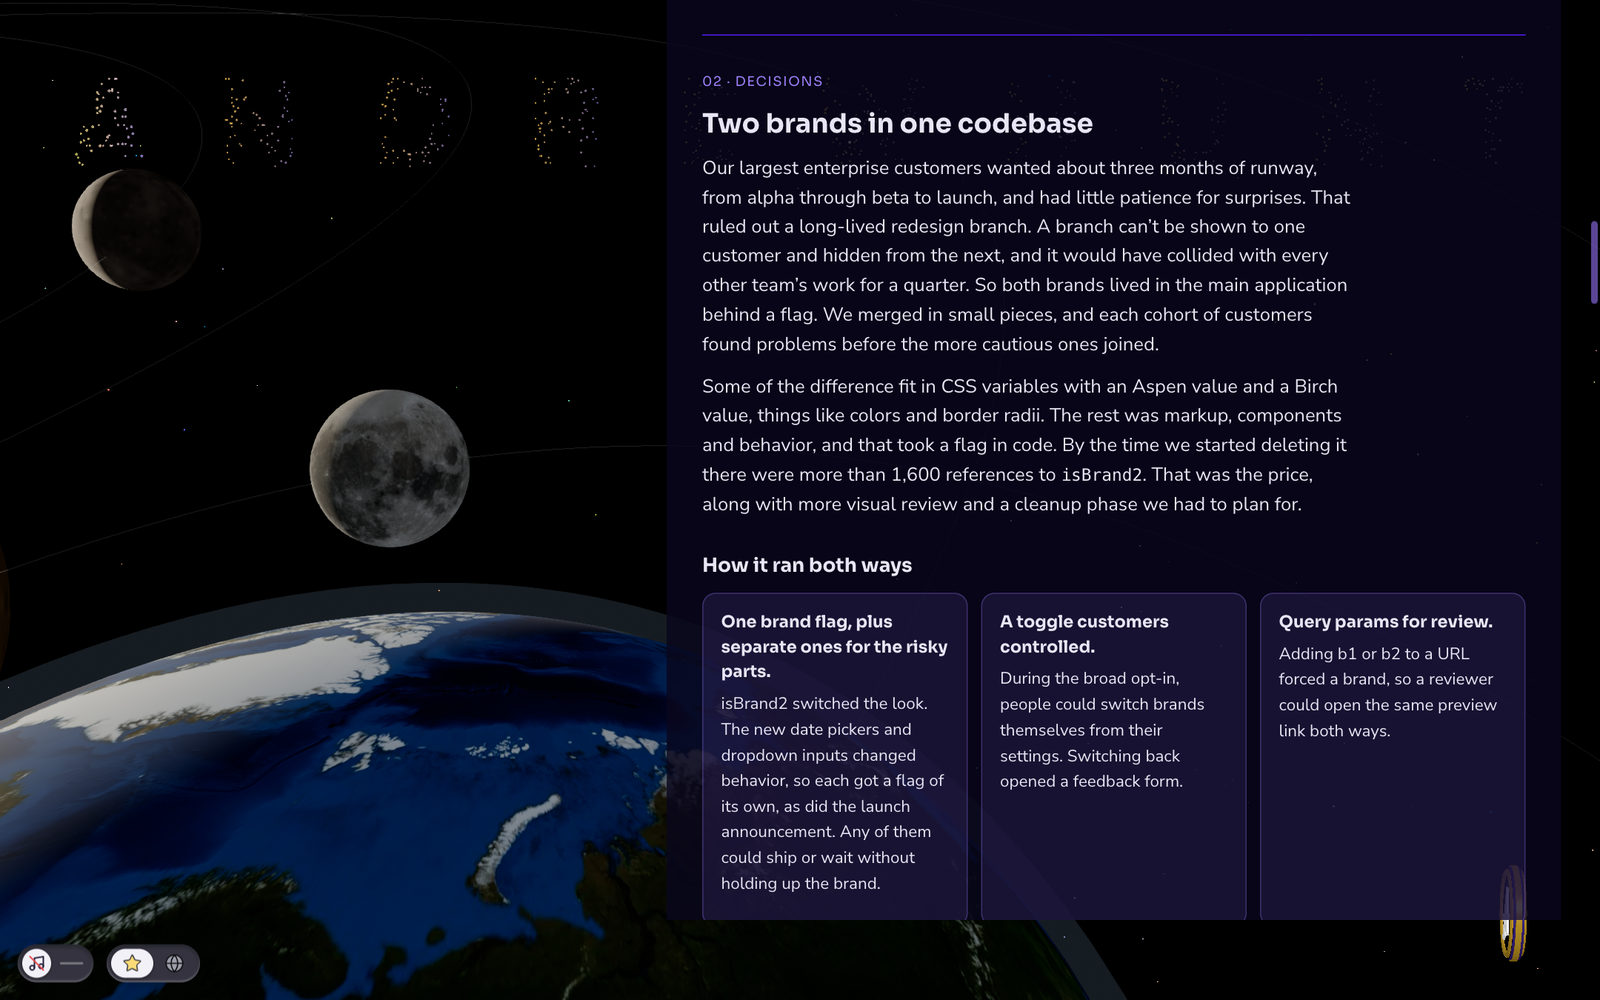 A N D R
02 · DECISIONS
Two brands in one codebase
Our largest enterprise customers wanted about three months of runway,
from alpha through beta to launch, and had little patience for surprises. That
ruled out a long-lived redesign branch. A branch can’t be shown to one
customer and hidden from the next, and it would have collided with every
other team’s work for a quarter. So both brands lived in the main application
behind a flag. We merged in small pieces, and each cohort of customers
found problems before the more cautious ones joined.
Some of the difference fit in CSS variables with an Aspen value and a Birch
value, things like colors and border radii. The rest was markup, components
and behavior, and that took a flag in code. By the time we started deleting it
there were more than 1,600 references to isBrand2. That was the price,
along with more visual review and a cleanup phase we had to plan for.
How it ran both ways
One brand flag, plus
separate ones for the risky
parts.
isBrand2 switched the look.
The new date pickers and
dropdown inputs changed
behavior, so each got a flag of
its own, as did the launch
announcement. Any of them
could ship or wait without
holding up the brand.
A toggle customers
controlled.
During the broad opt-in,
people could switch brands
themselves from their
settings. Switching back
opened a feedback form.
Query params for review.
Adding b1 or b2 to a URL
forced a brand, so a reviewer
could open the same preview
link both ways.